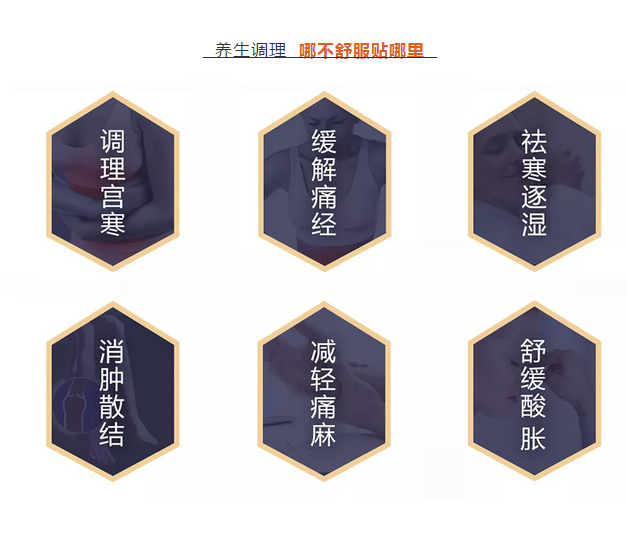 养生调理 哪不舒服贴哪里
调理宫寒
缓解痛经
祛寒逐湿
消肿散结
减轻痛麻
舒缓酸胀